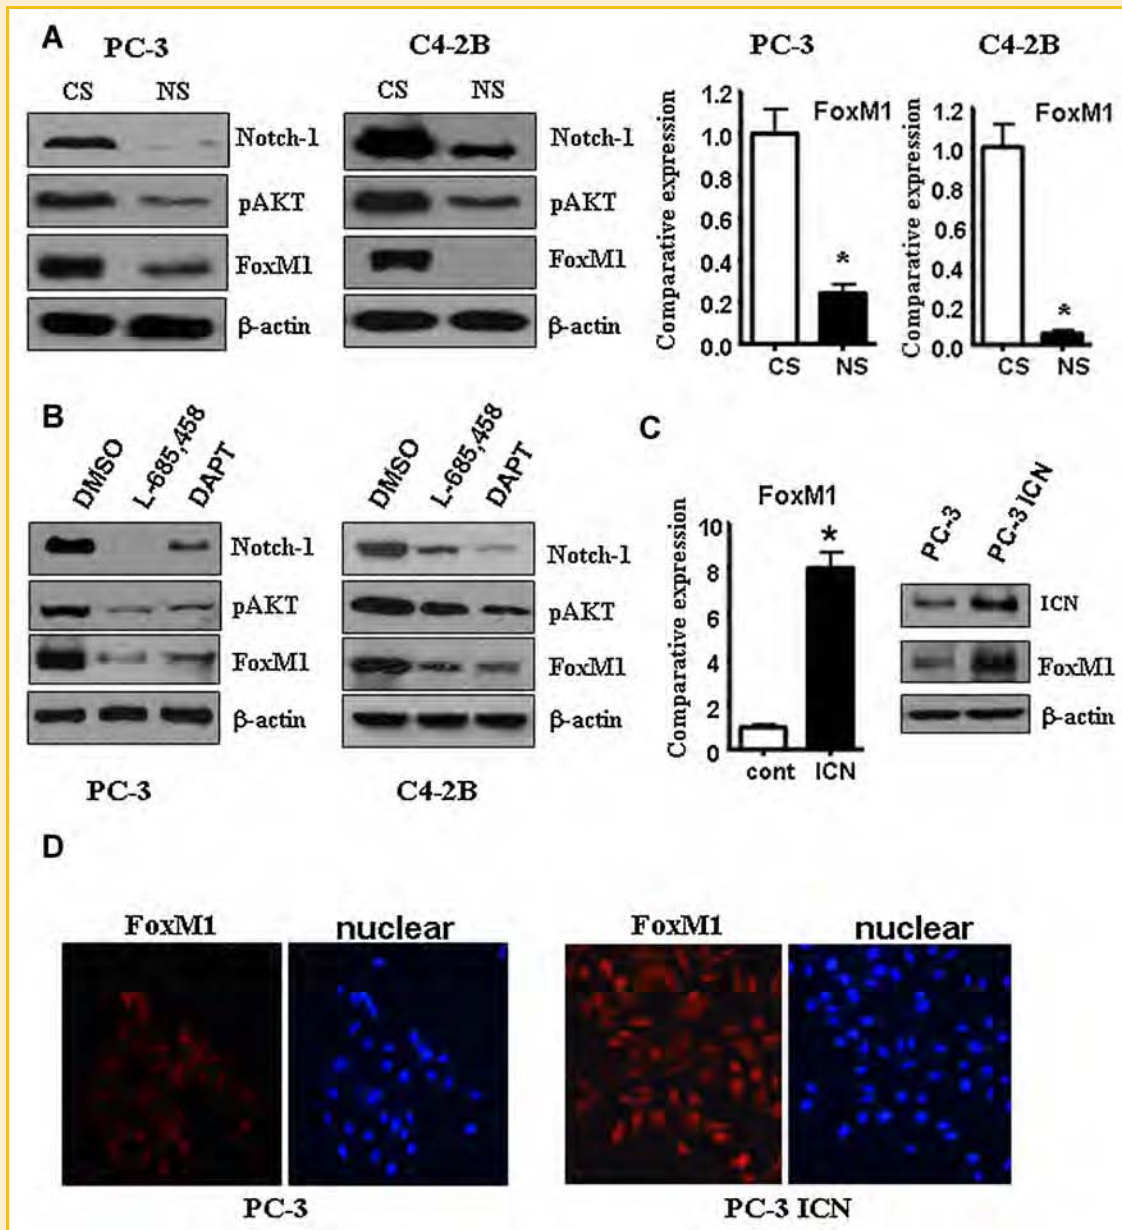 A
PC-3
CS NS
Notch-1
pAKT
FoxM1
β-actin
C4-2B
CS NS
Notch-1
pAKT
FoxM1
β-actin
PC-3
Comparative expression
1.2
1.0
0.8
0.6
0.4
0.2
0.0
FoxM1
*
CS NS
C4-2B
Comparative expression
1.2
1.0
0.8
0.6
0.4
0.2
0.0
FoxM1
*
CS NS
B
DMSO L-685,458 DAPT
Notch-1
pAKT
FoxM1
β-actin
PC-3
DMSO L-685,458 DAPT
Notch-1
pAKT
FoxM1
β-actin
C4-2B
C
FoxM1
Comparative expression
10
8
6
4
2
0
*
cont ICN
PC-3 PC-3 ICN
ICN
FoxM1
β-actin
D
FoxM1 nuclear
PC-3
FoxM1 nuclear
PC-3 ICN